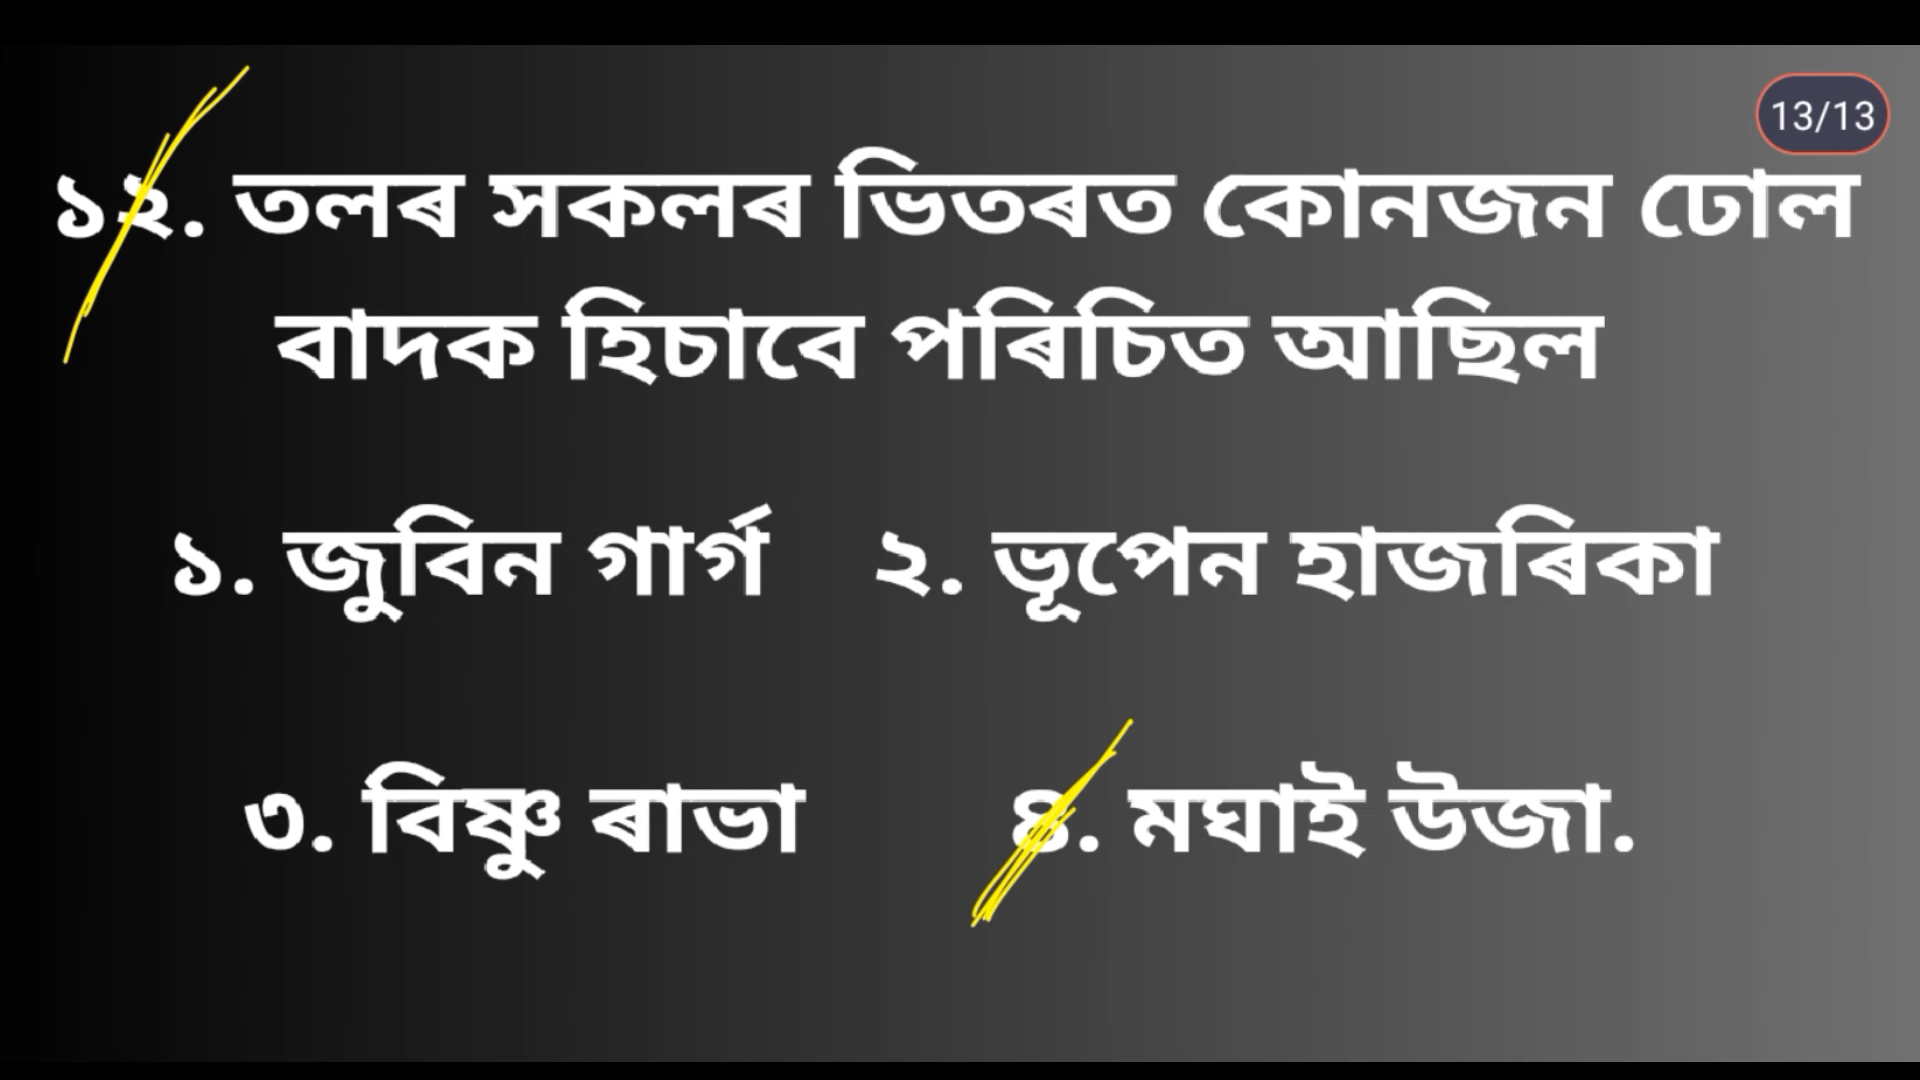 13/13
১২. তলৰ সকলৰ ভিতৰত কোনজন ঢোল
বাদক হিচাবে পৰিচিত আছিল
১. জুবিন গাৰ্গ ২. ভূপেন হাজৰিকা
৩. বিষ্ণু ৰাভা ৪. মঘাই উজা.